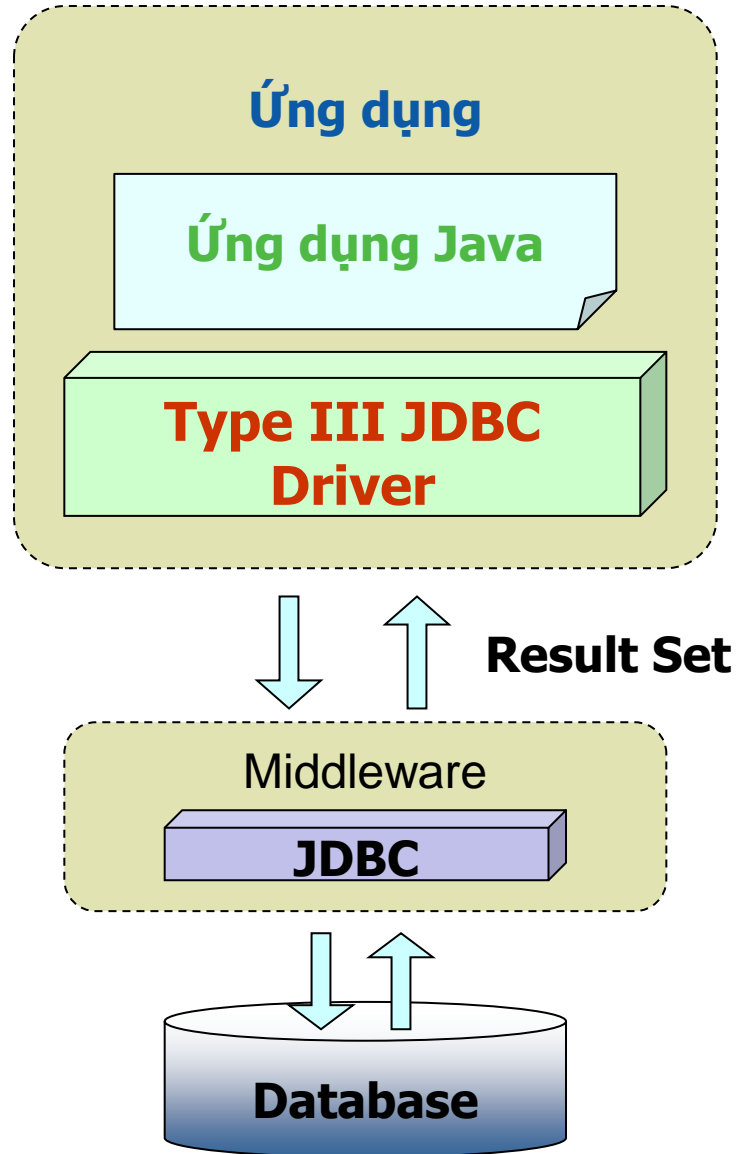 Ứng dụng
Ứng dụng Java
Type III JDBC
Driver
Result Set
Middleware
JDBC
Database